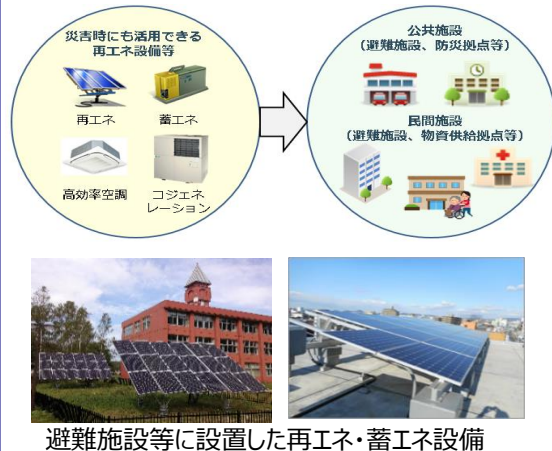 災害時にも活用できる
再エネ設備等
再エネ
蓄エネ
高効率空調
コジェネ
レーション
公共施設
(避難施設、防災拠点等)
民間施設
(避難施設、物資供給拠点等)
避難施設等に設置した再エネ・蓄エネ設備